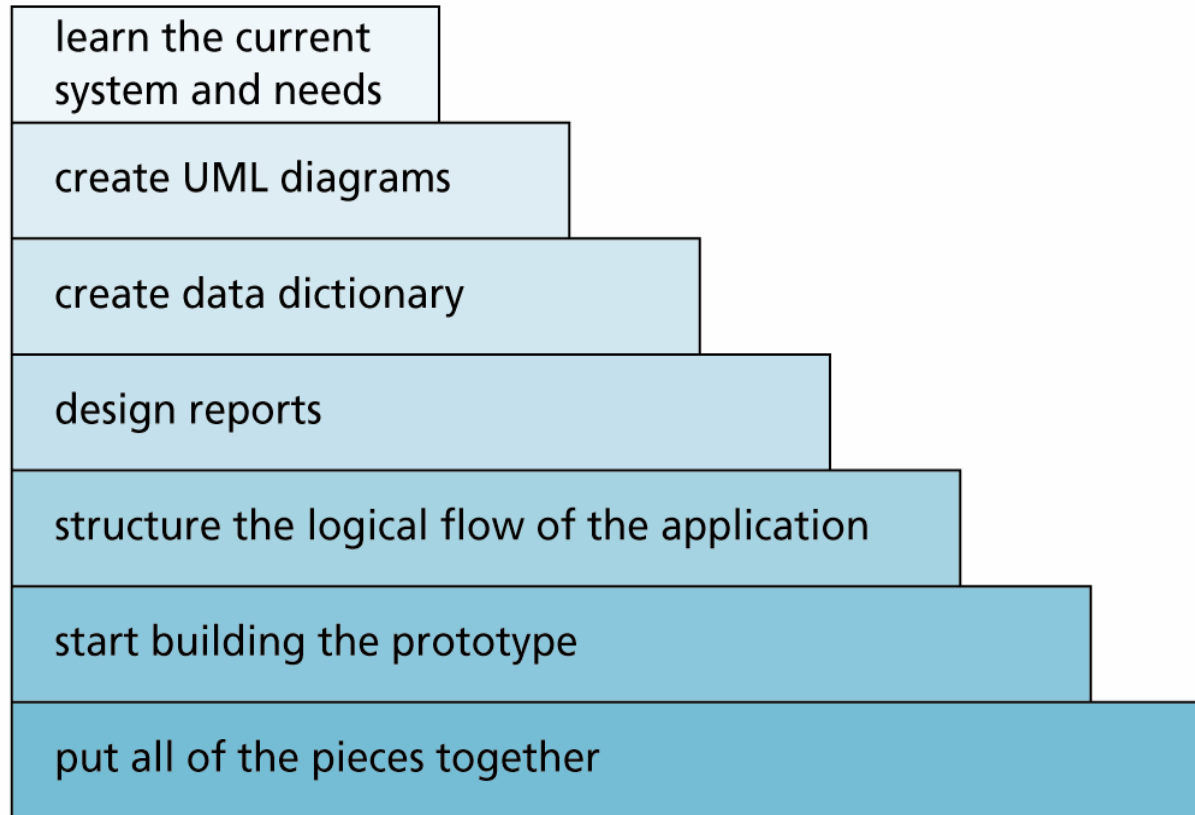 learn the current
system and needs
create UML diagrams
create data dictionary
design reports
structure the logical flow of the application
start building the prototype
put all of the pieces together